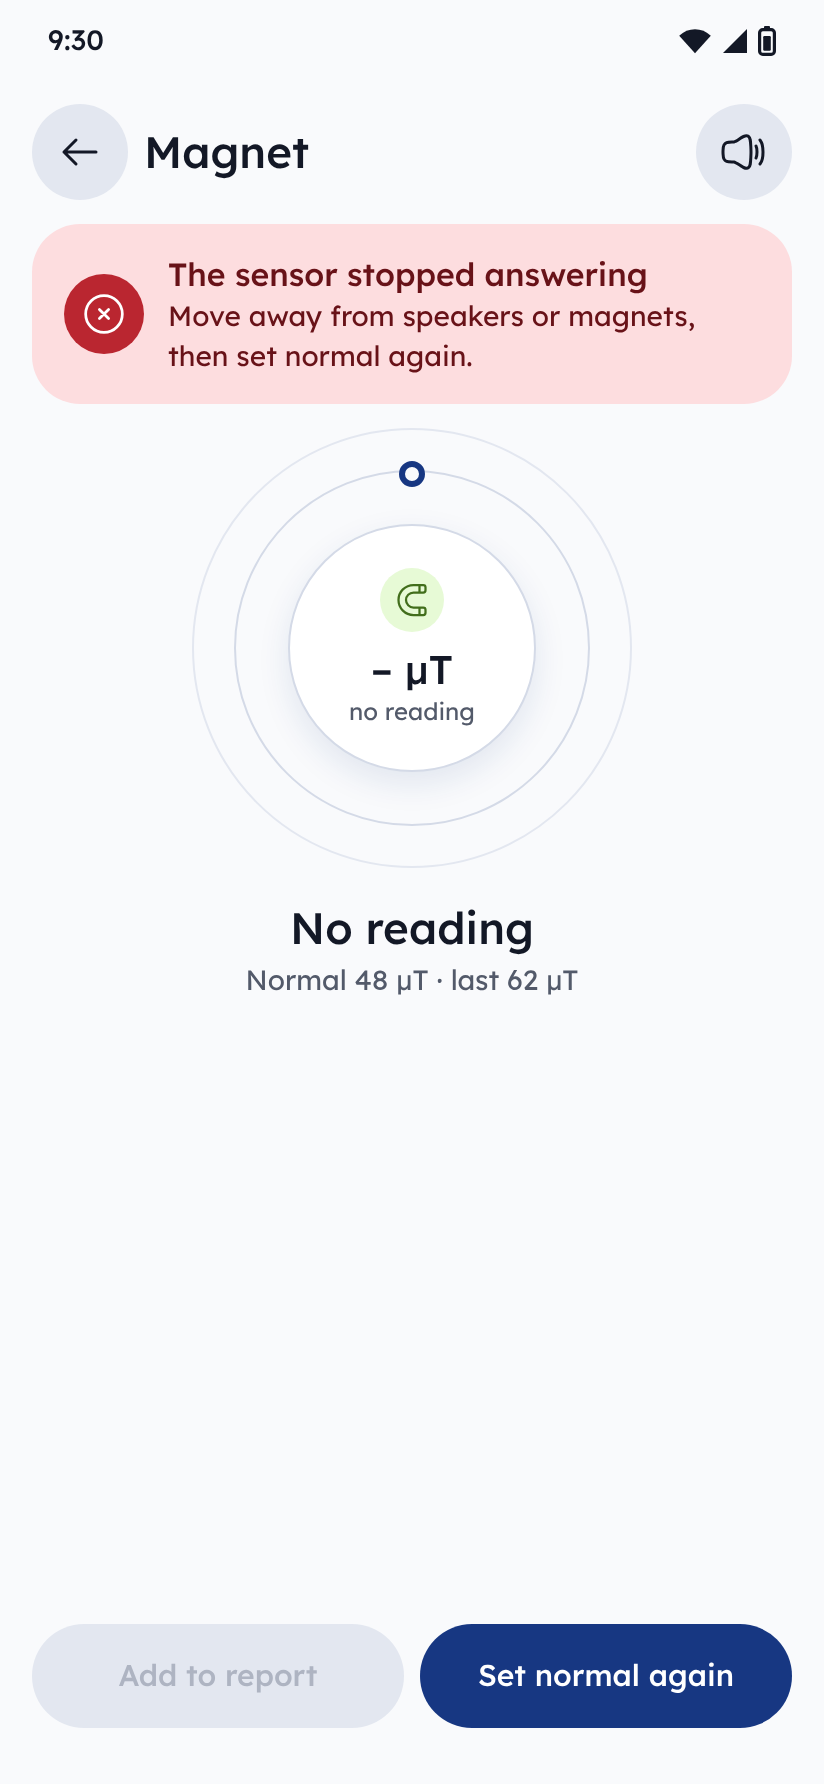 9:30
Magnet
The sensor stopped answering
Move away from speakers or magnets,
then set normal again.
– µT
no reading
No reading
Normal 48 µT · last 62 µT
Add to report
Set normal again